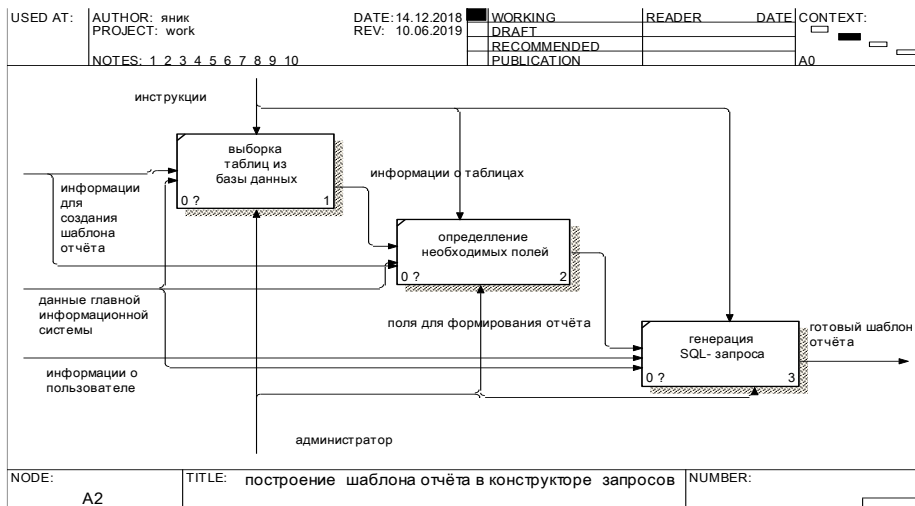 USED AT:
AUTHOR: яник
DATE: 14.12.2018
WORKING
READER
DATE
CONTEXT:
PROJECT: work
REV: 10.06.2019
DRAFT
RECOMMENDED
NOTES: 1 2 3 4 5 6 7 8 9 10
PUBLICATION
A0
инструкции
выборка
таблиц из
базы данных
0 ?
1
информации
для
создания
шаблона
отчёта
информации о таблицах
определление
необходимых полей
0 ?
2
данные главной
информационной
системы
поля для формирования отчёта
генерация
SQL- запроса
0 ?
3
готовый шаблон
отчёта
информации о
пользователе
администратор
NODE:
A2
TITLE: построение шаблона отчёта в конструкторе запросов
NUMBER: